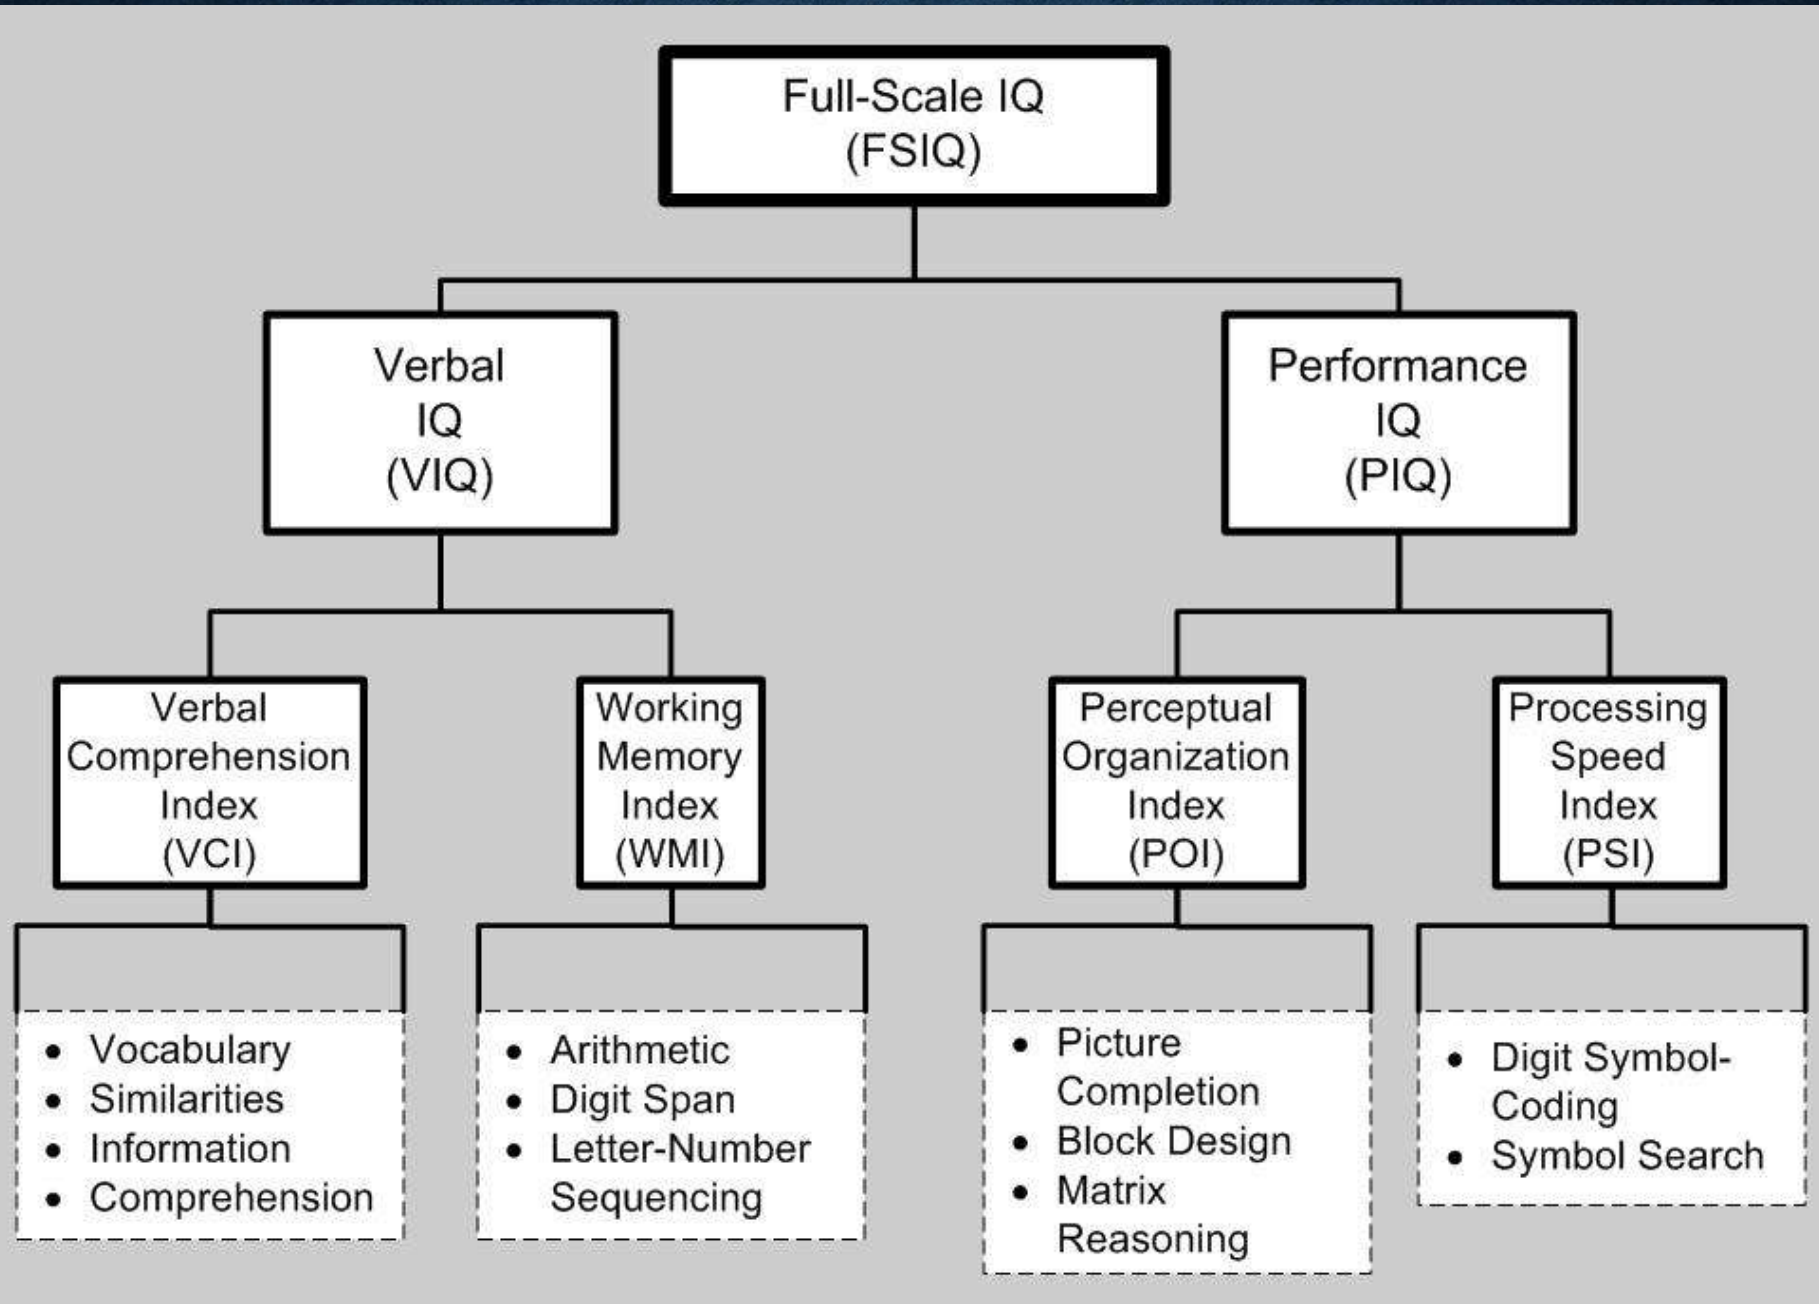 Full-Scale IQ
(FSIQ)
Verbal
IQ
(VIQ)
Performance
IQ
(PIQ)
Verbal
Comprehension
Index
(VCI)
Working
Memory
Index
(WMI)
Perceptual
Organization
Index
(POI)
Processing
Speed
Index
(PSI)
• Vocabulary
• Similarities
• Information
• Comprehension
• Arithmetic
• Digit Span
• Letter-Number
Sequencing
• Picture
Completion
• Block Design
• Matrix
Reasoning
• Digit Symbol-
Coding
• Symbol Search